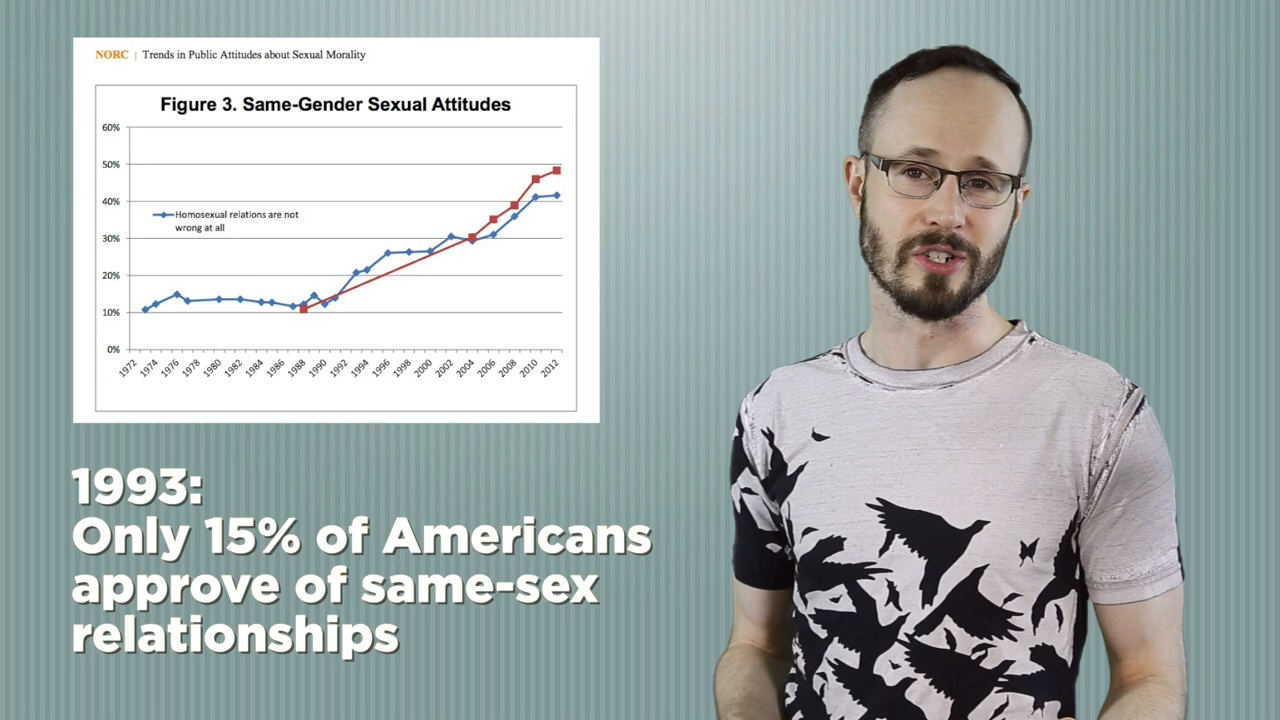 NORC | Trends in Public Attitudes about Sexual Morality
Figure 3. Same-Gender Sexual Attitudes
60%
50%
40%
30%
20%
10%
0%
Homosexual relations are not
wrong at all
1972 1974 1976 1978 1980 1982 1984 1986 1988 1990 1992 1994 1996 1998 2000 2002 2004 2006 2008 2010 2012
1993:
Only 15% of Americans
approve of same-sex
relationships